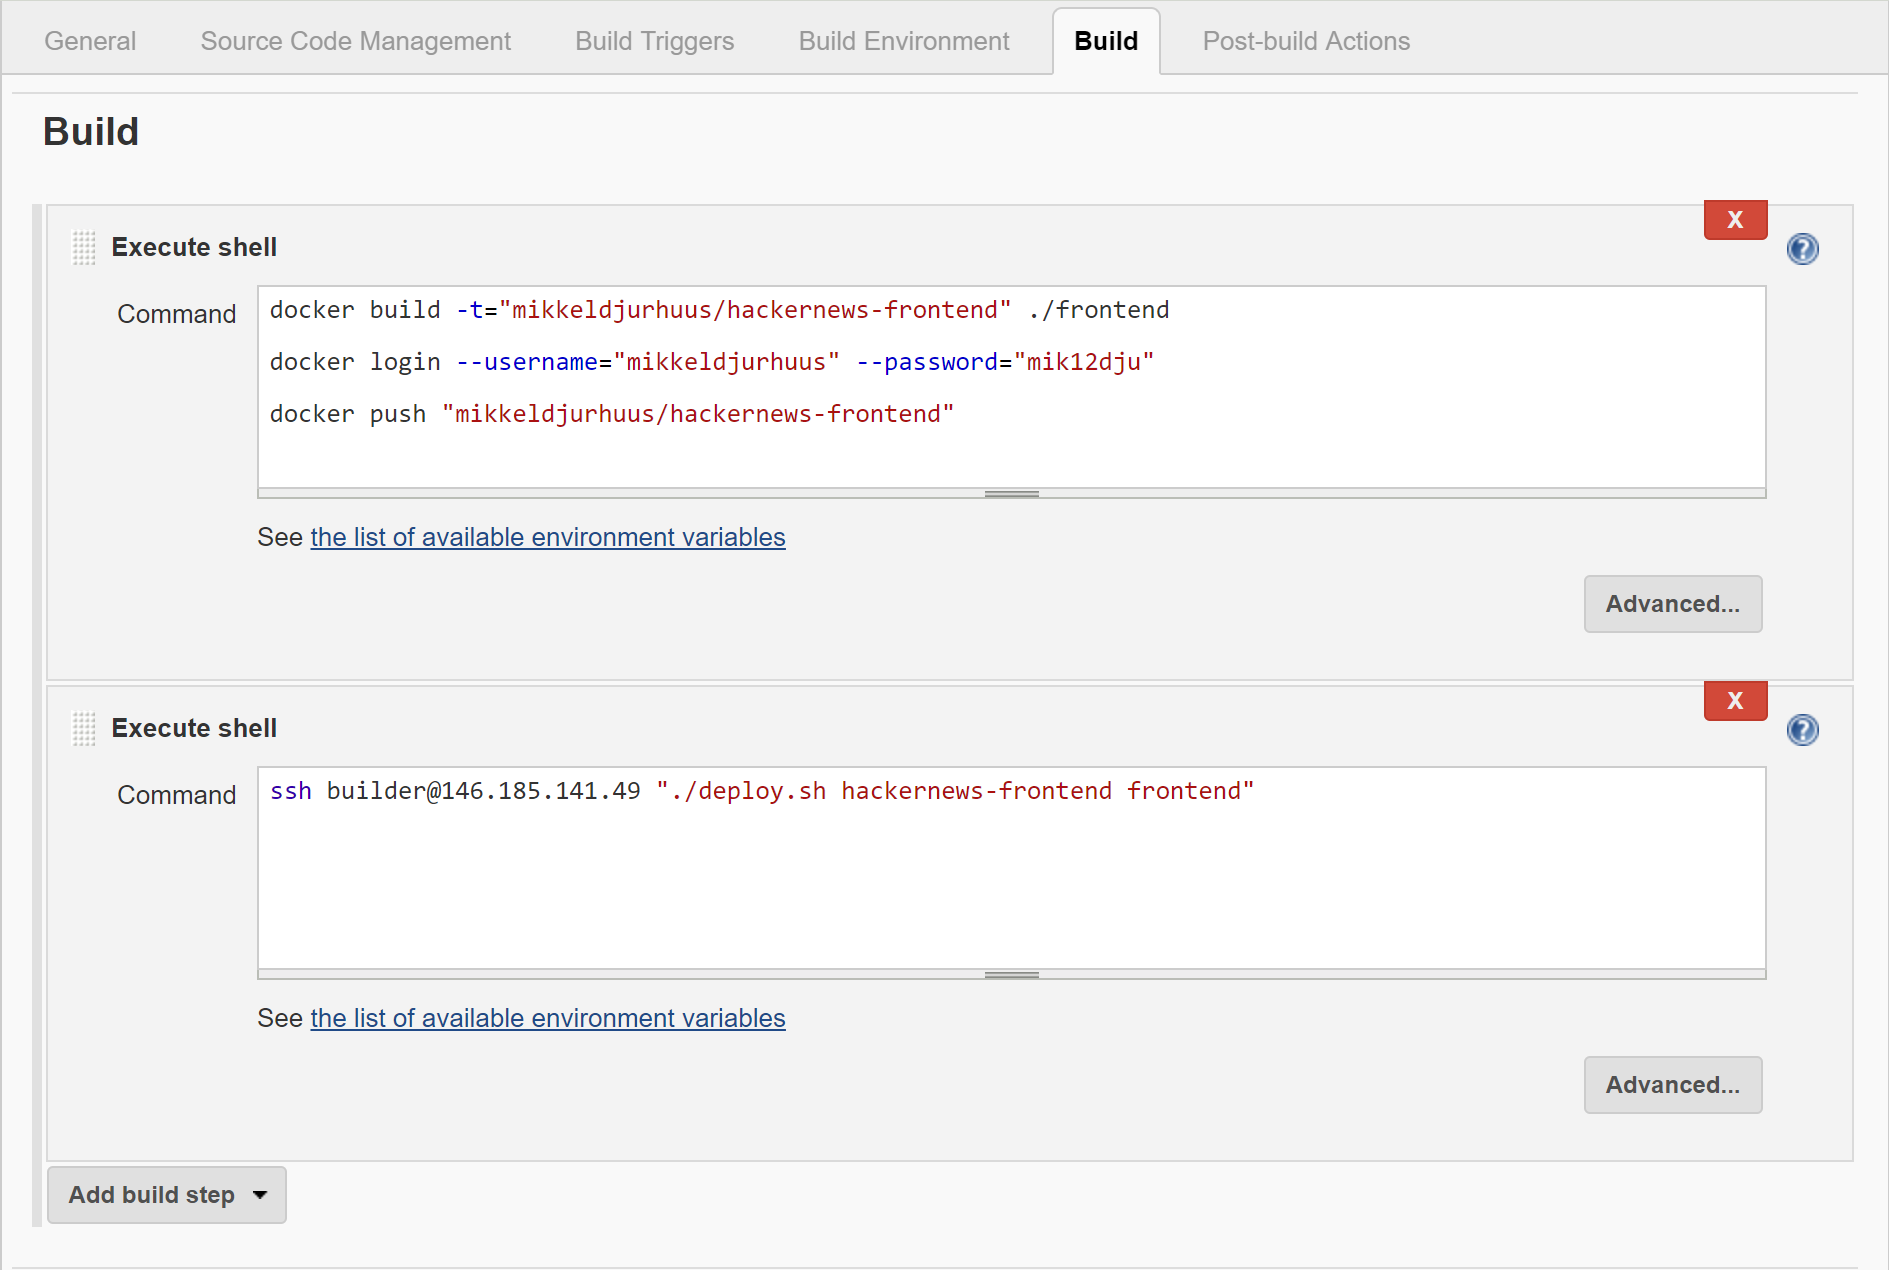 General Source Code Management Build Triggers Build Environment Build Post-build Actions
Build
X
Execute shell
Command
docker build -t="mikkeldjurhuus/hackernews-frontend" ./frontend
docker login --username="mikkeldjurhuus" --password="mik12dju"
docker push "mikkeldjurhuus/hackernews-frontend"
See the list of available environment variables
Advanced...
X
Execute shell
Command
ssh builder@146.185.141.49 "./deploy.sh hackernews-frontend frontend"
See the list of available environment variables
Advanced...
Add build step